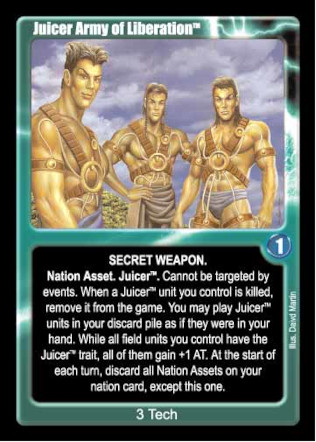 Juicer Army of Liberation™
SECRET WEAPON.
1
Nation Asset. Juicer™. Cannot be targeted by
events. When a Juicer™ unit you control is killed,
remove it from the game. You may play Juicer™
units in your discard pile as if they were in your
hand. While all field units you control have the
Juicer™ trait, all of them gain +1 AT. At the start of
each turn, discard all Nation Assets on your
nation card, except this one.
Illus. David Martin
3 Tech